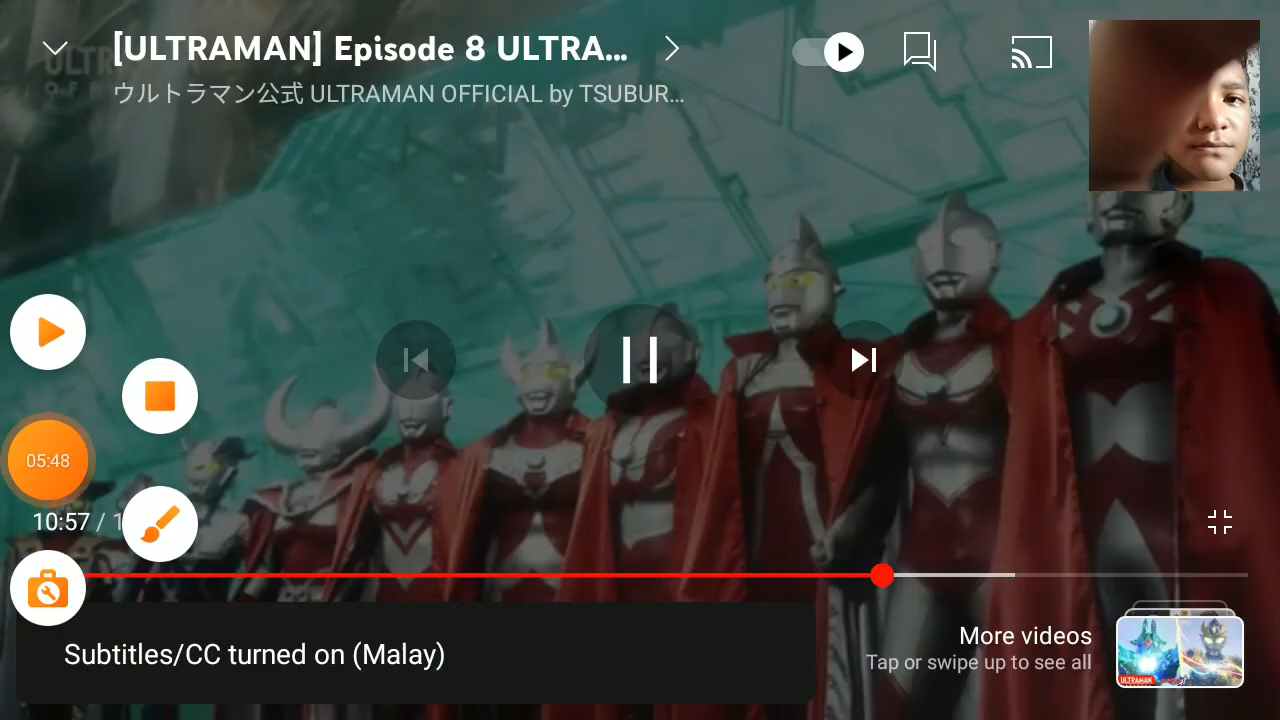 [ULTRAMAN] Episode 8 ULTRA...
ウルトラマン公式 ULTRAMAN OFFICIAL by TSUBUR...
05:48
10:57 / 1
Subtitles/CC turned on (Malay)
More videos
Tap or swipe up to see all
ULTRAMAN